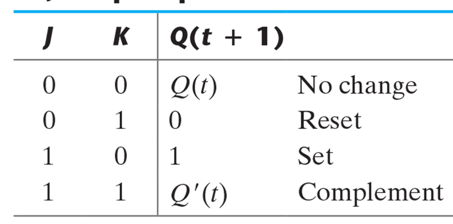 J K Q(t + 1)
0 0 Q(t) No change
0 1 0 Reset
1 0 1 Set
1 1 Q′(t) Complement